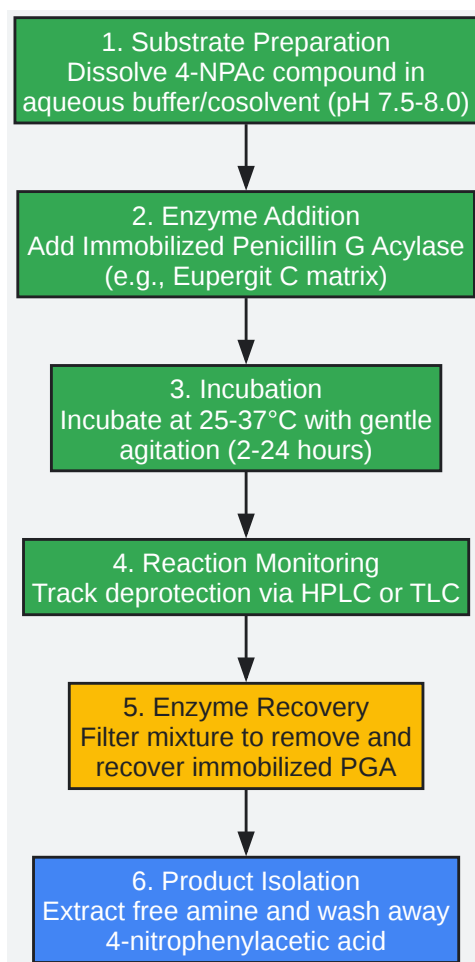 1. Substrate Preparation
Dissolve 4-NPAc compound in
aqueous buffer/cosolvent (pH 7.5-8.0)
2. Enzyme Addition
Add Immobilized Penicillin G Acylase
(e.g., Eupergit C matrix)
3. Incubation
Incubate at 25-37°C with gentle
agitation (2-24 hours)
4. Reaction Monitoring
Track deprotection via HPLC or TLC
5. Enzyme Recovery
Filter mixture to remove and
recover immobilized PGA
6. Product Isolation
Extract free amine and wash away
4-nitrophenylacetic acid